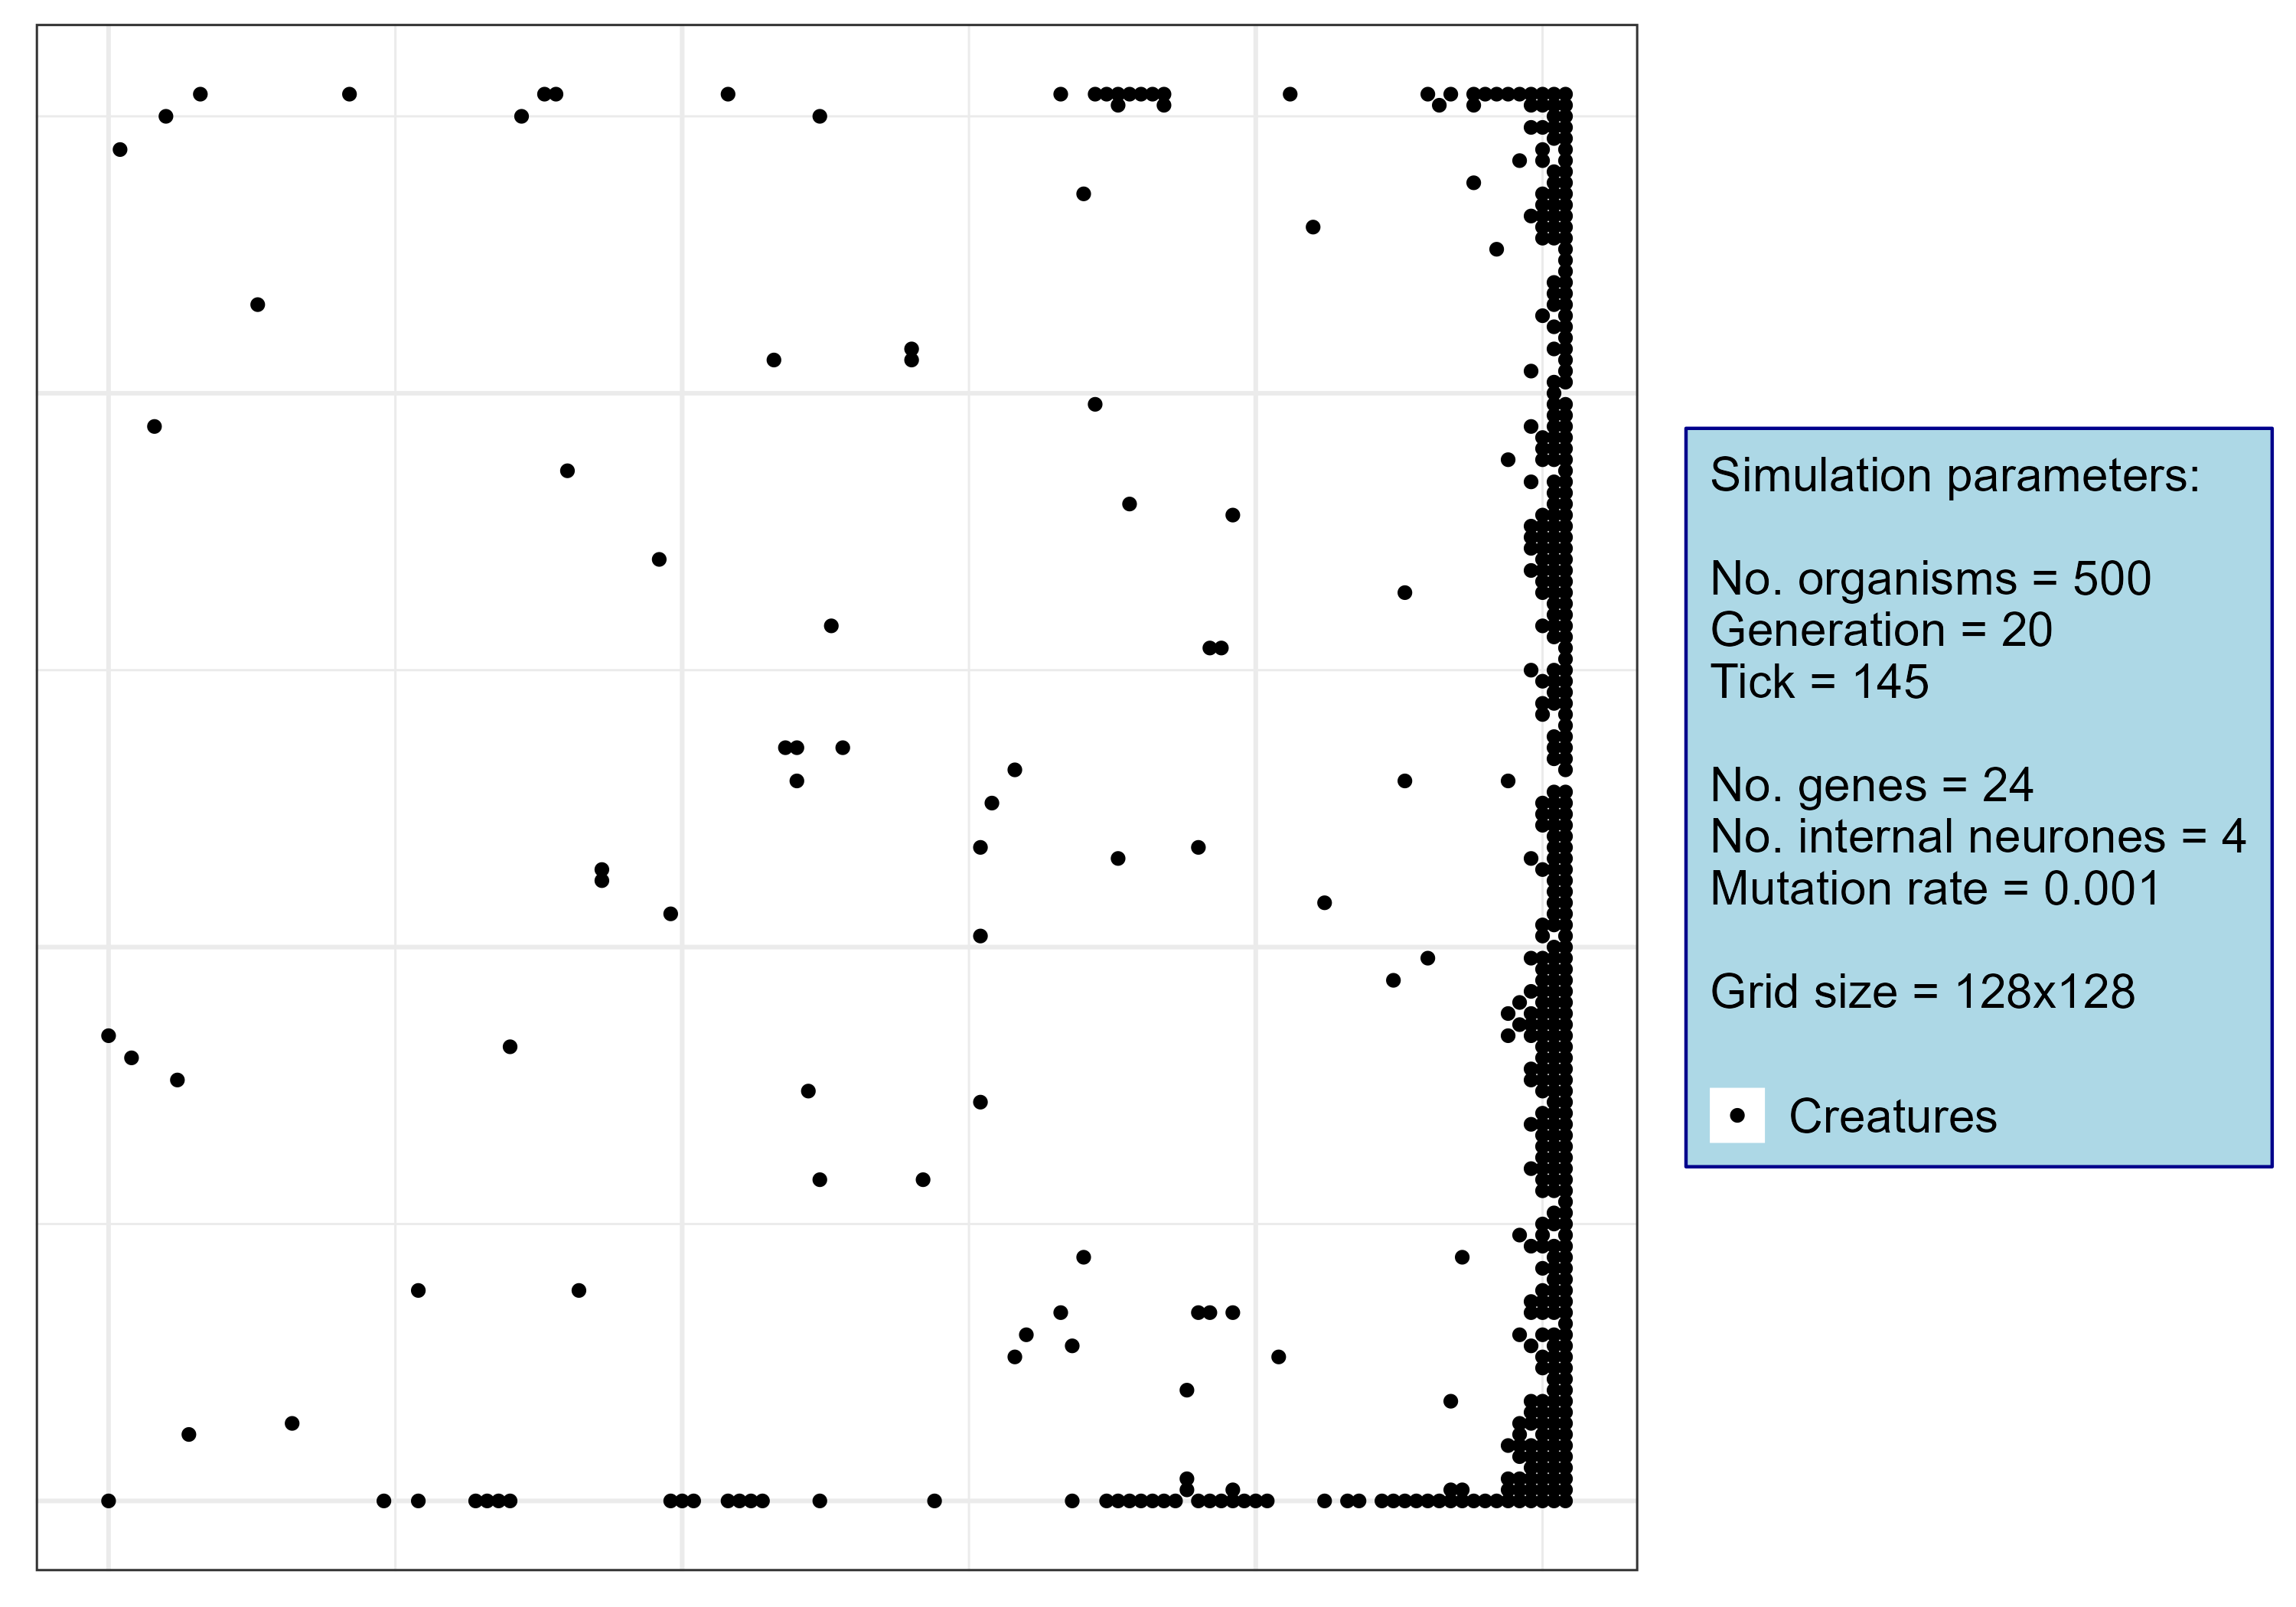 Simulation parameters:
No. organisms = 500
Generation = 20
Tick = 145
No. genes = 24
No. internal neurones = 4
Mutation rate = 0.001
Grid size = 128x128
Creatures